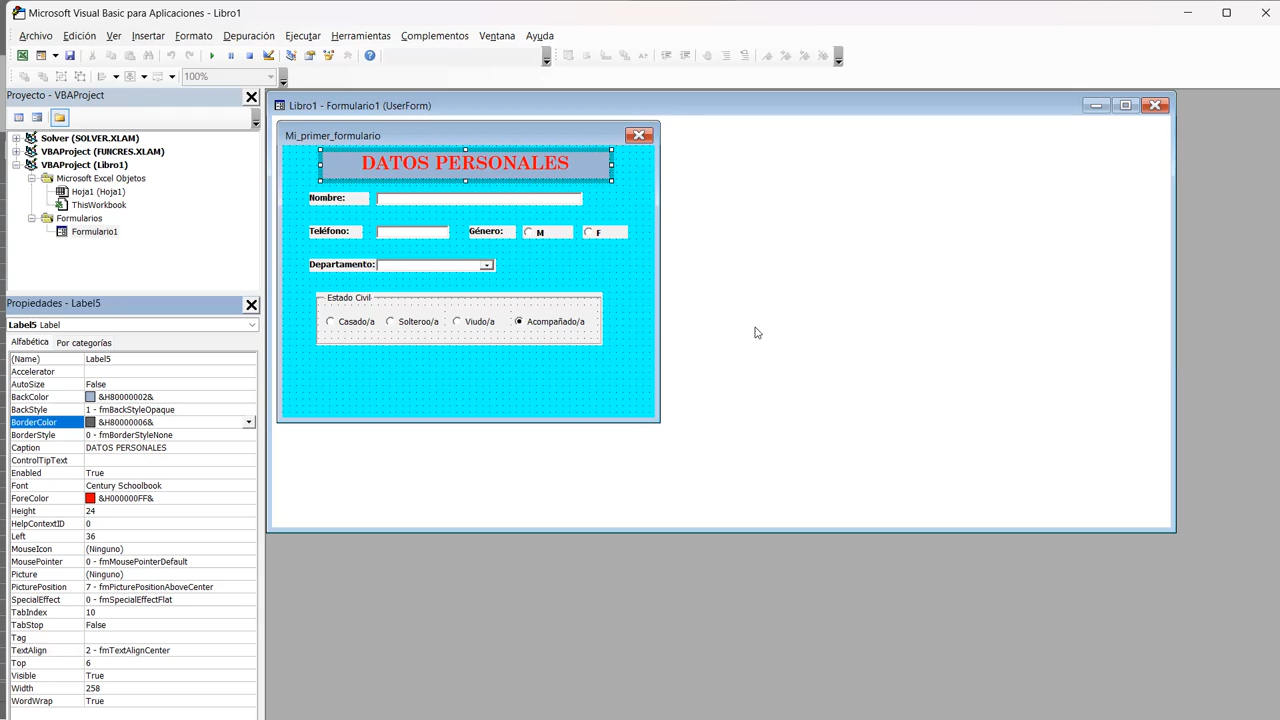 Microsoft Visual Basic para Aplicaciones - Libro1
Archivo Edición Ver Insertar Formato Depuración Ejecutar Herramientas Complementos Ventana Ayuda
100%
Proyecto - VBAProject
Solver (SOLVER.XLAM)
VBAProject (FUNCRES.XLAM)
VBAProject (Libro1)
Microsoft Excel Objetos
Hoja1 (Hoja1)
ThisWorkbook
Formularios
Formulario1
Propiedades - Label5
Label5 Label
Alfabética Por categorías
(Name) Label5
Accelerator
AutoSize False
BackColor &H80000002&
BackStyle 1 - fmBackStyleOpaque
BorderColor &H80000006&
BorderStyle 0 - fmBorderStyleNone
Caption DATOS PERSONALES
ControlTipText
Enabled True
Font Century Schoolbook
ForeColor &H000000FF&
Height 24
HelpContextID 0
Left 36
MouseIcon (Ninguno)
MousePointer 0 - fmMousePointerDefault
Picture (Ninguno)
PicturePosition 7 - fmPicturePositionAboveCenter
SpecialEffect 0 - fmSpecialEffectFlat
TabIndex 10
TabStop False
Tag
TextAlign 2 - fmTextAlignCenter
Top 6
Visible True
Width 258
WordWrap True
Libro1 - Formulario1 (UserForm)
Mi_primer_formulario
DATOS PERSONALES
Nombre:
Teléfono: Género: M F
Departamento:
Estado Civil
Casado/a Solteroo/a Viudo/a Acompañado/a